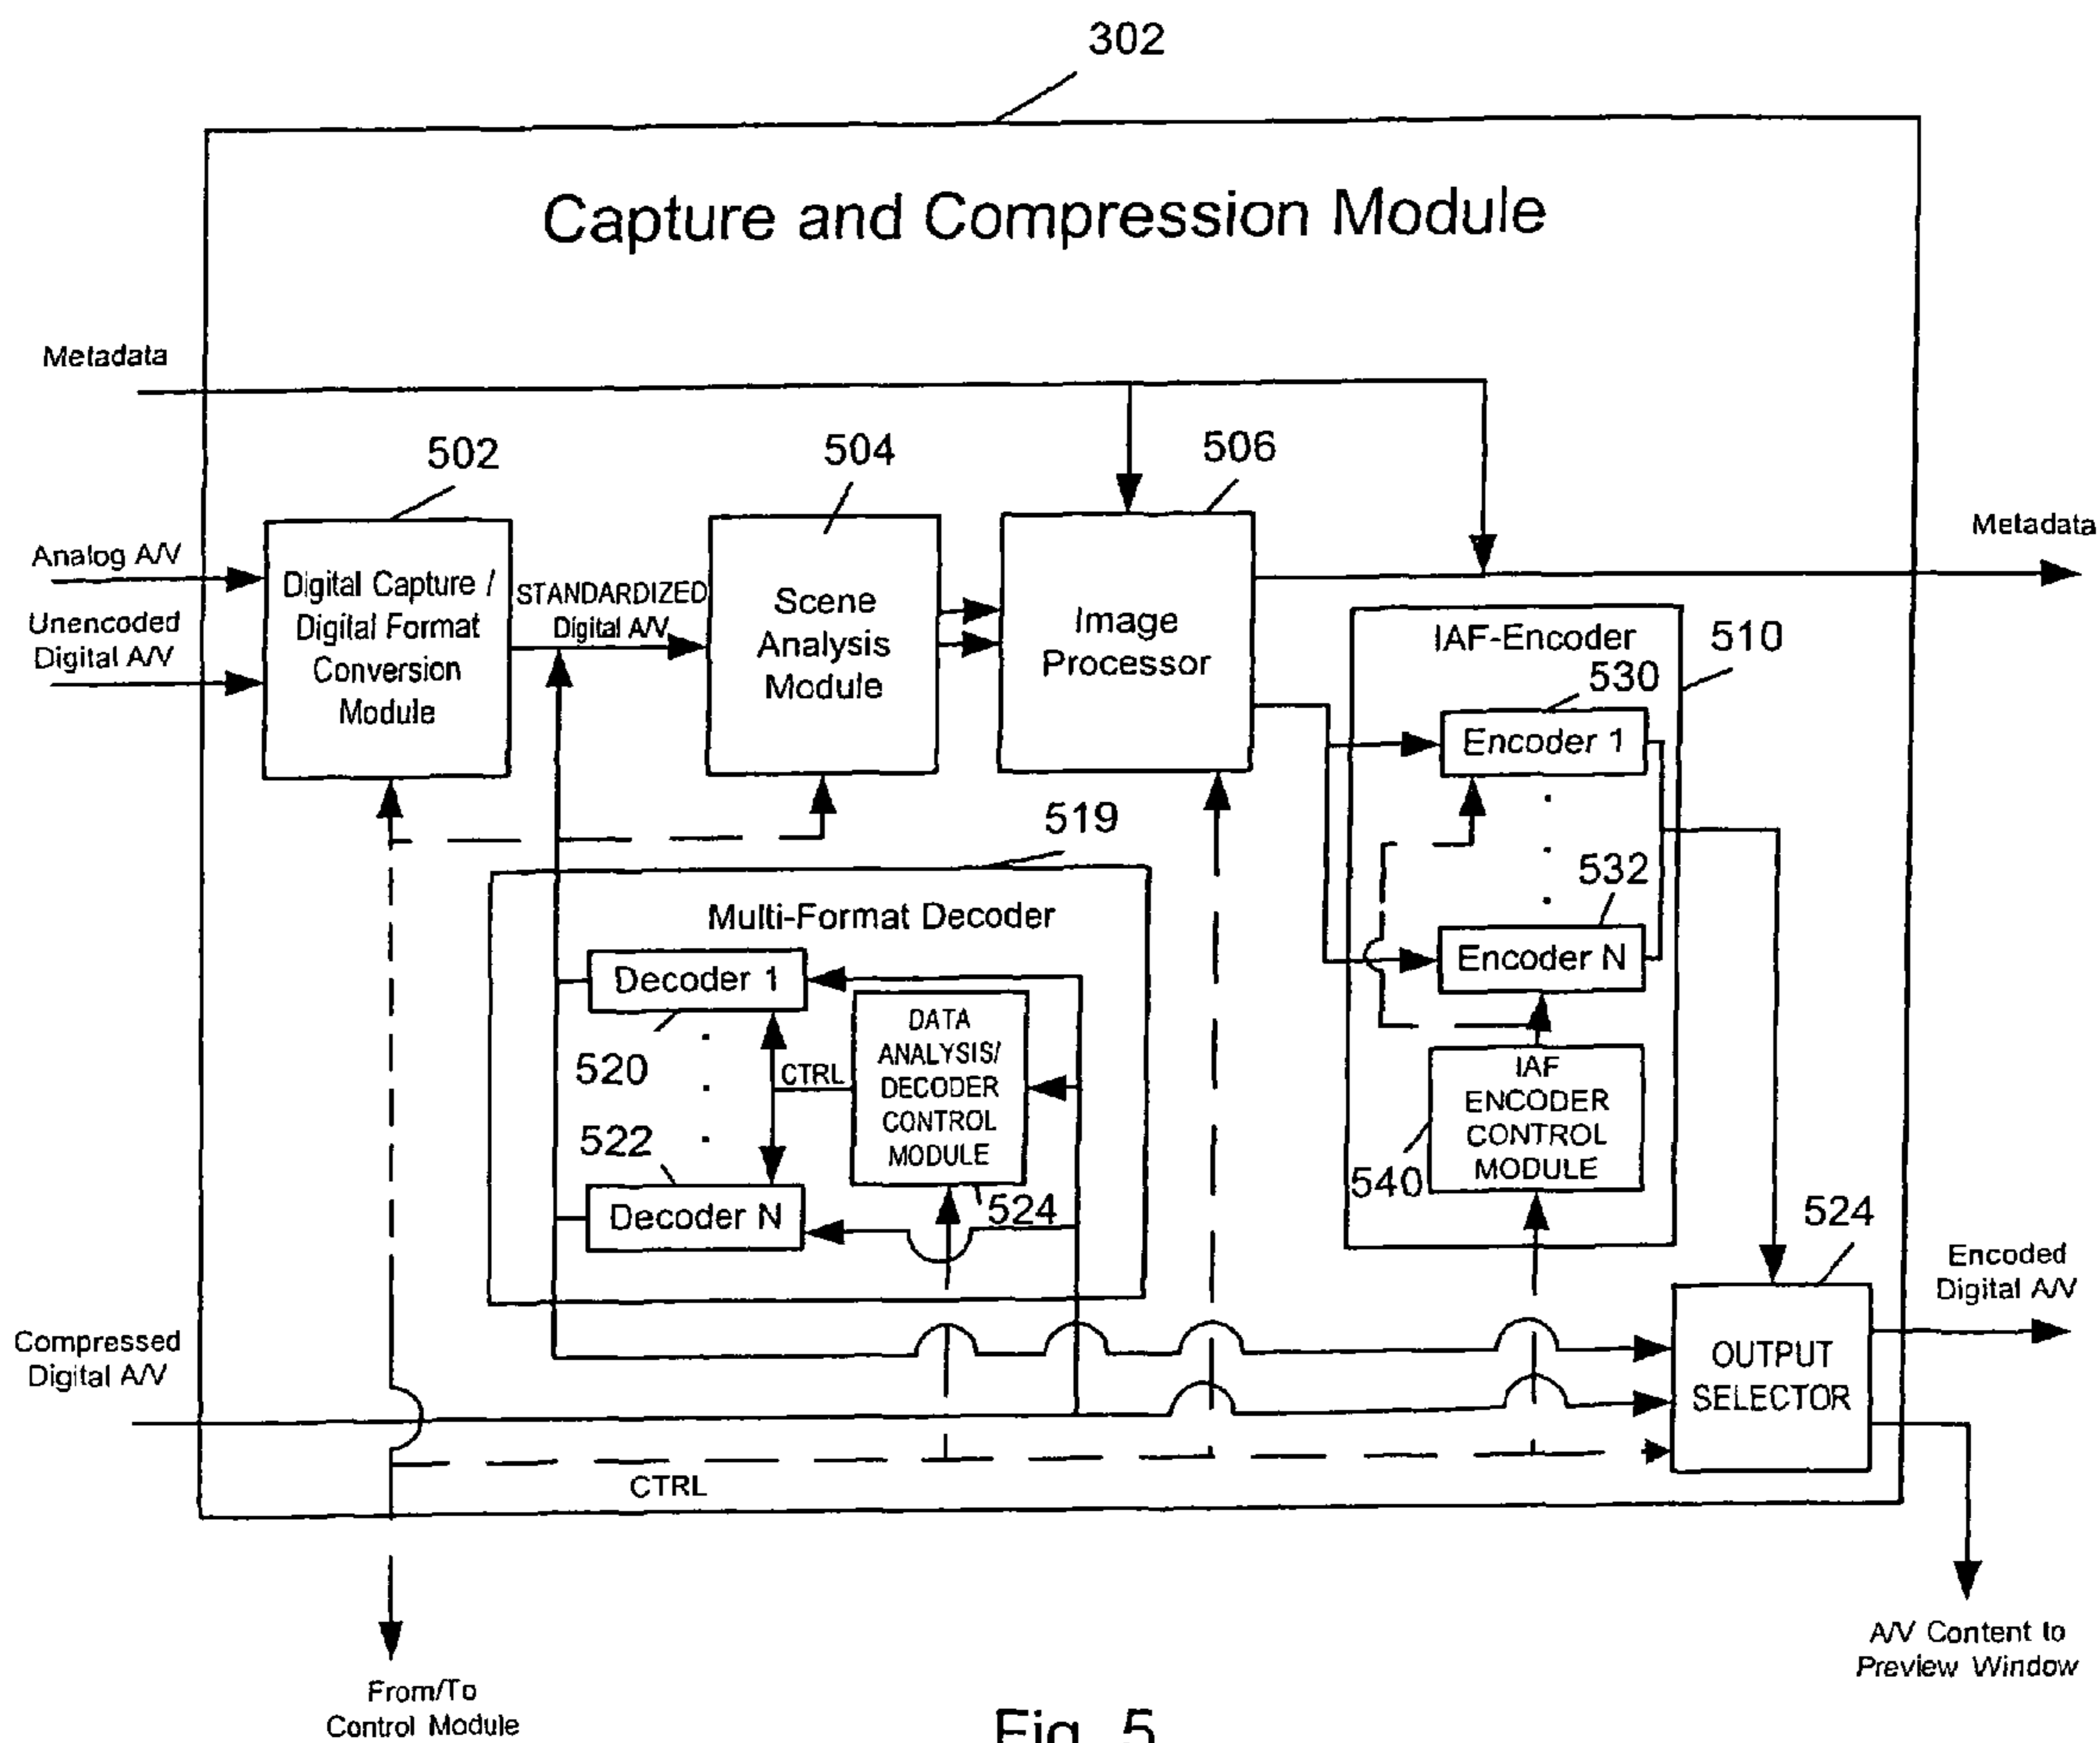 302
Capture and Compression Module
Metadata
502
504
506
Metadata
Analog A/V
Unencoded
Digital A/V
Digital Capture /
Digital Format
Conversion
Module
STANDARDIZED
Digital A/V
Scene
Analysis
Module
Image
Processor
IAF-Encoder
510
530
Encoder 1
.
.
.
532
Encoder N
IAF
ENCODER
CONTROL
MODULE
540
519
Multi-Format Decoder
Decoder 1
520
.
.
.
CTRL
DATA
ANALYSIS/
DECODER
CONTROL
MODULE
522
524
Decoder N
524
Encoded
Digital A/V
Compressed
Digital A/V
OUTPUT
SELECTOR
CTRL
A/V Content to
Preview Window
From/To
Control Module
Fig. 5